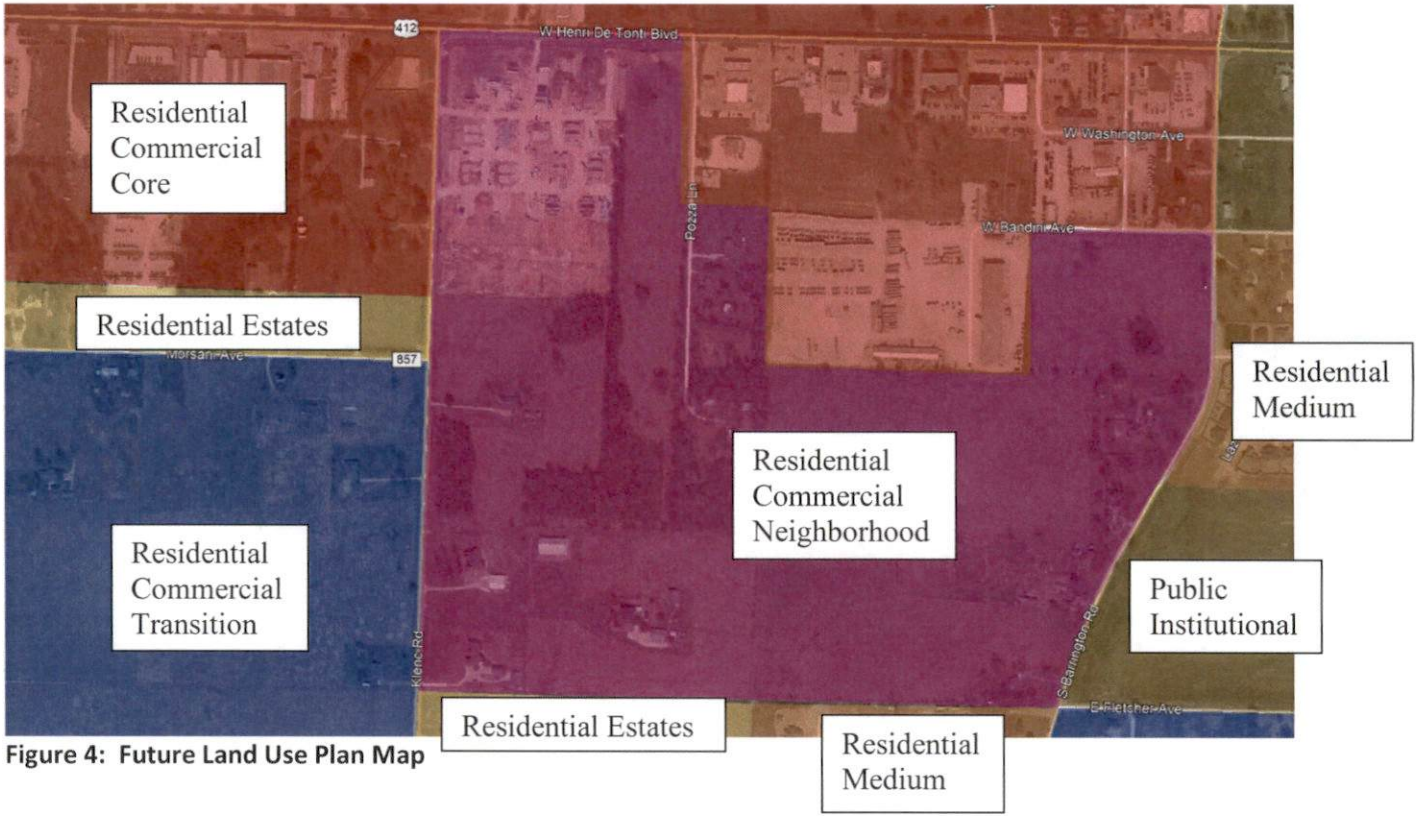 412
W Henri De Tonti Blvd
Residential
Commercial
Core
W Washington Ave
Pozza Ln
W Bandini Ave
Residential Estates
Morsani Ave
857
Residential
Medium
Residential
Commercial
Neighborhood
Residential
Commercial
Transition
Public
Institutional
Klenc Rd
S Barrington Rd
E Fletcher Ave
Residential Estates
Residential
Medium
Figure 4: Future Land Use Plan Map